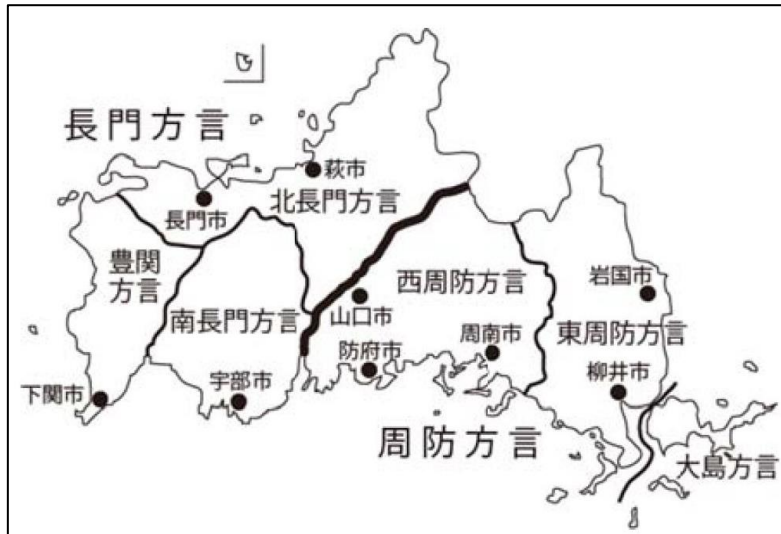 長門方言
萩市
北長門方言
長門市
豊関
方言
西周防方言
岩国市
山口市
南長門方言
周南市
東周防方言
防府市
柳井市
下関市
宇部市
周防方言
大島方言